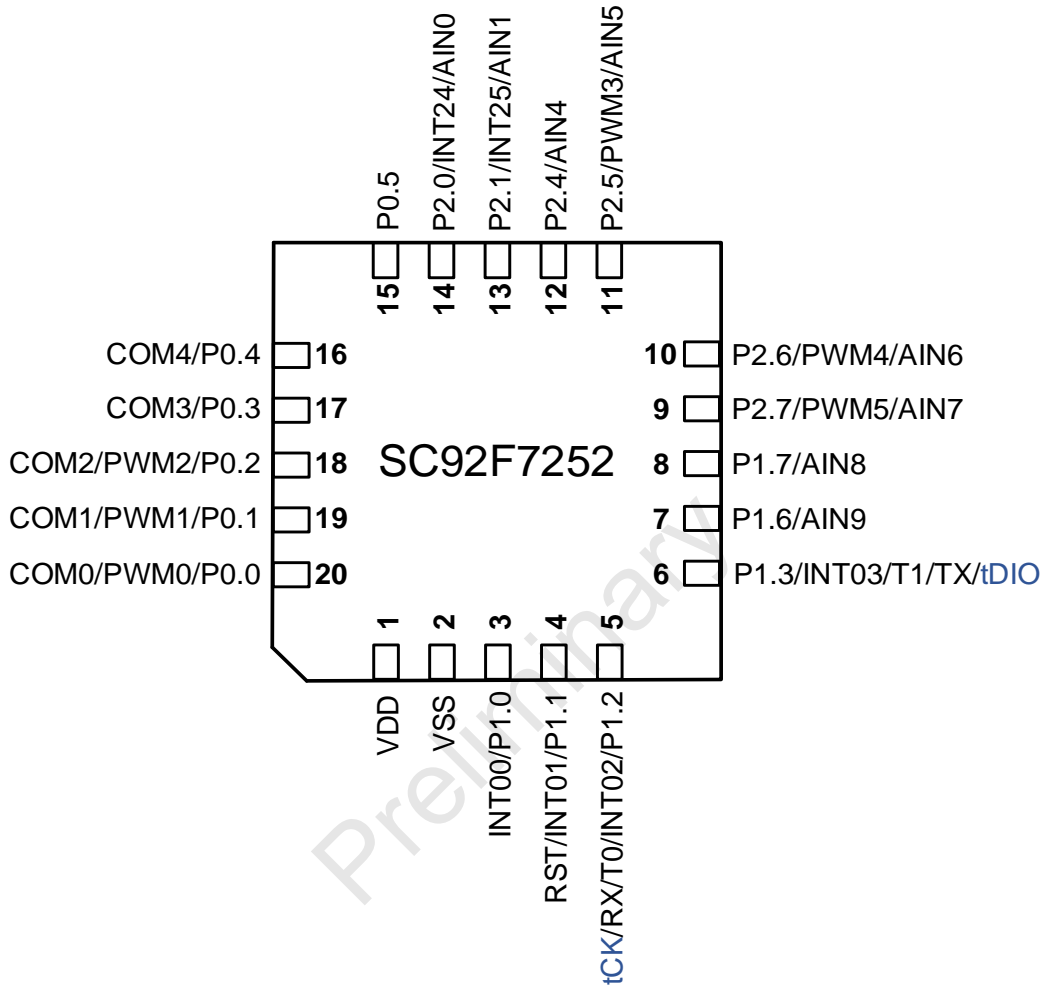 P0.5
P2.0/INT24/AIN0
P2.1/INT25/AIN1
P2.4/AIN4
P2.5/PWM3/AIN5
15
14
13
12
11
COM4/P0.4
16
10
P2.6/PWM4/AIN6
COM3/P0.3
17
9
P2.7/PWM5/AIN7
COM2/PWM2/P0.2
18
SC92F7252
8
P1.7/AIN8
COM1/PWM1/P0.1
19
7
P1.6/AIN9
COM0/PWM0/P0.0
20
6
P1.3/INT03/T1/TX/tDIO
1
2
3
4
5
VDD
VSS
INT00/P1.0
RST/INT01/P1.1
tCK/RX/T0/INT02/P1.2
Preliminary